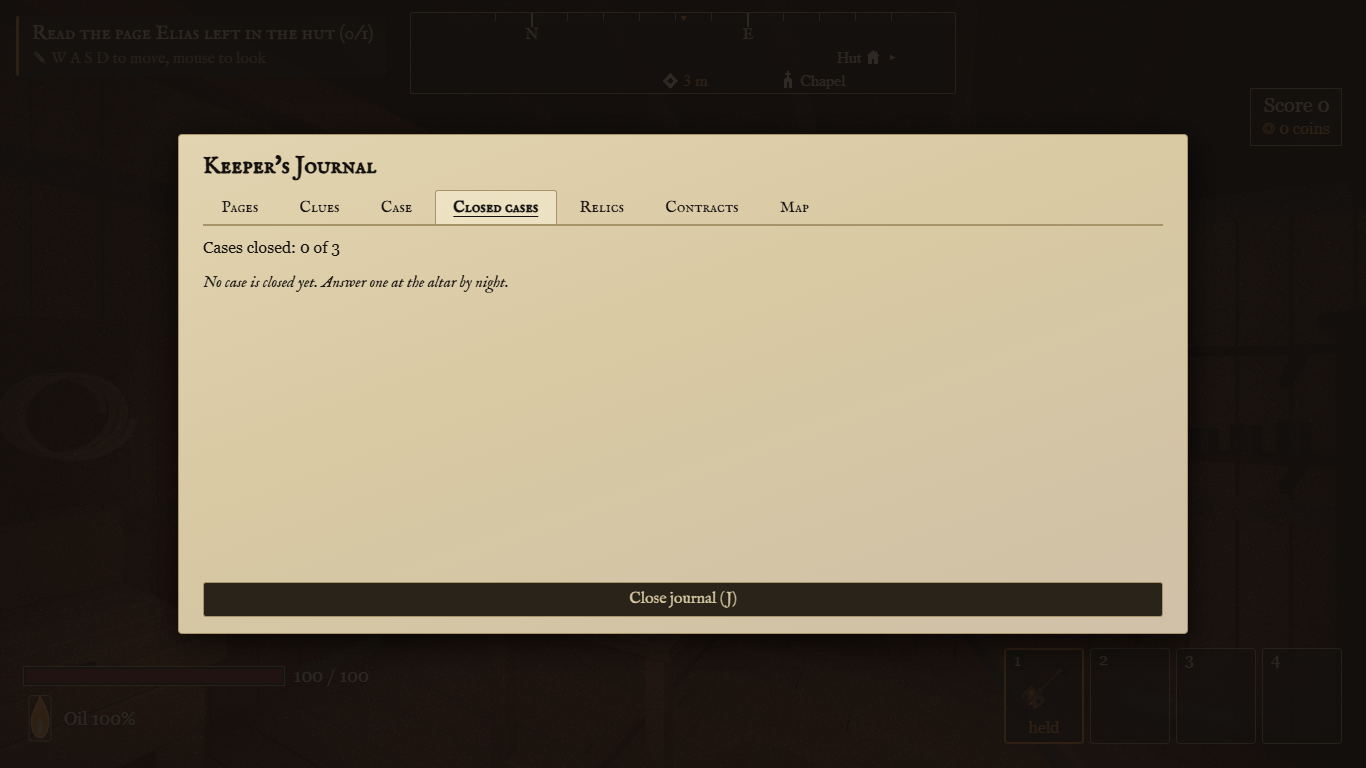 Read the page Elias left in the hut (0/1)
W A S D to move, mouse to look
N E
Hut
3 m Chapel
Score 0
0 coins
Keeper's Journal
Pages Clues Case Closed cases Relics Contracts Map
Cases closed: 0 of 3
No case is closed yet. Answer one at the altar by night.
Close journal (J)
100 / 100
Oil 100%
1 2 3 4
held